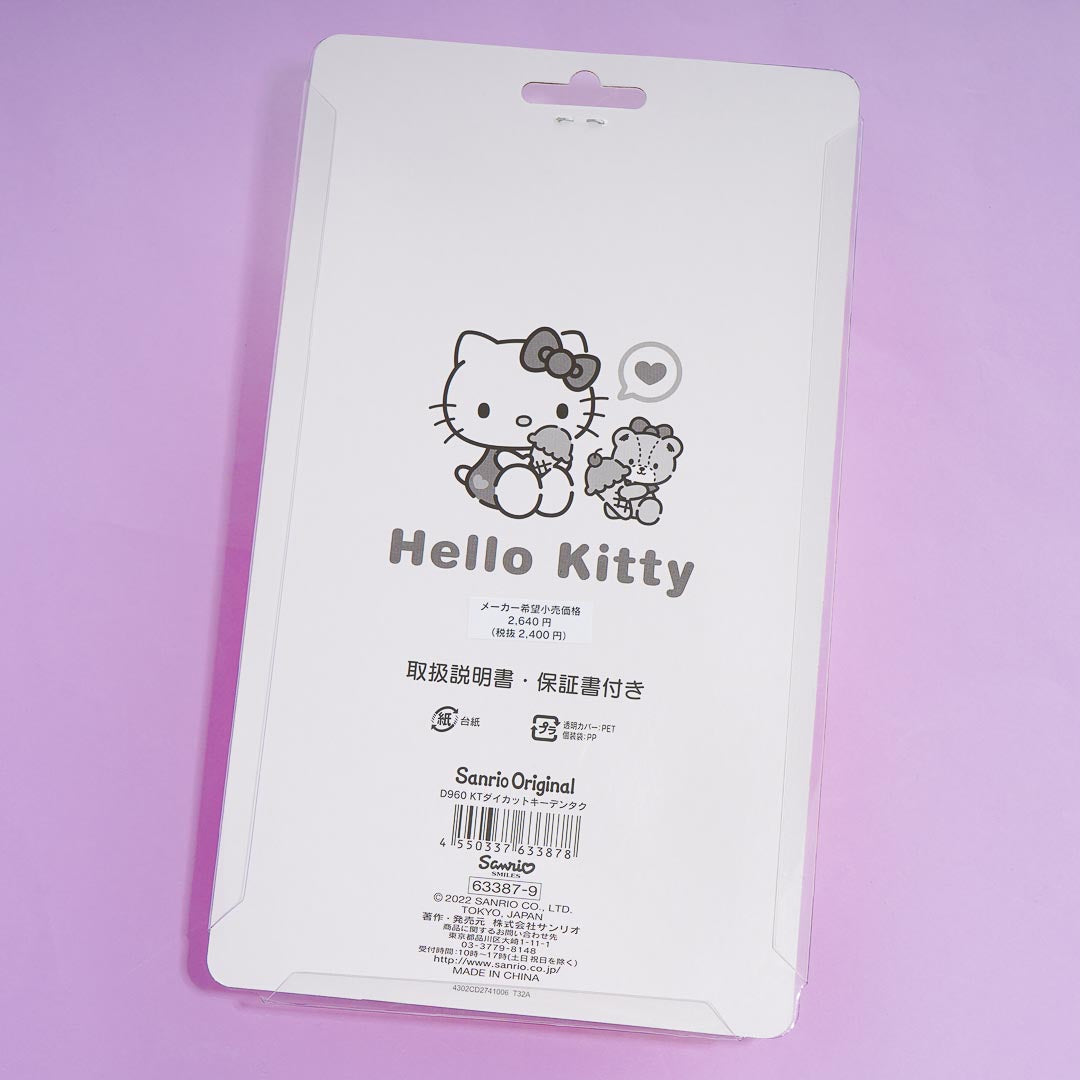 Hello Kitty
メーカー希望小売価格
2,640 円
(税抜 2,400 円)
取扱説明書・保証書付き
紙 台紙
プラ 透明カバー:PET
個装袋:PP
Sanrio Original
D960 KTダイカットキーデンタク
4 550337 633878
Sanrio
SMILES
63387-9
© 2022 SANRIO CO., LTD.
TOKYO, JAPAN
著作・発売元 株式会社サンリオ
商品に関するお問い合わせ先
東京都品川区大崎1-11-1
03-3779-8148
受付時間:10時〜17時(土日祝日を除く)
http://www.sanrio.co.jp/
MADE IN CHINA
4302CD2741006 T32A